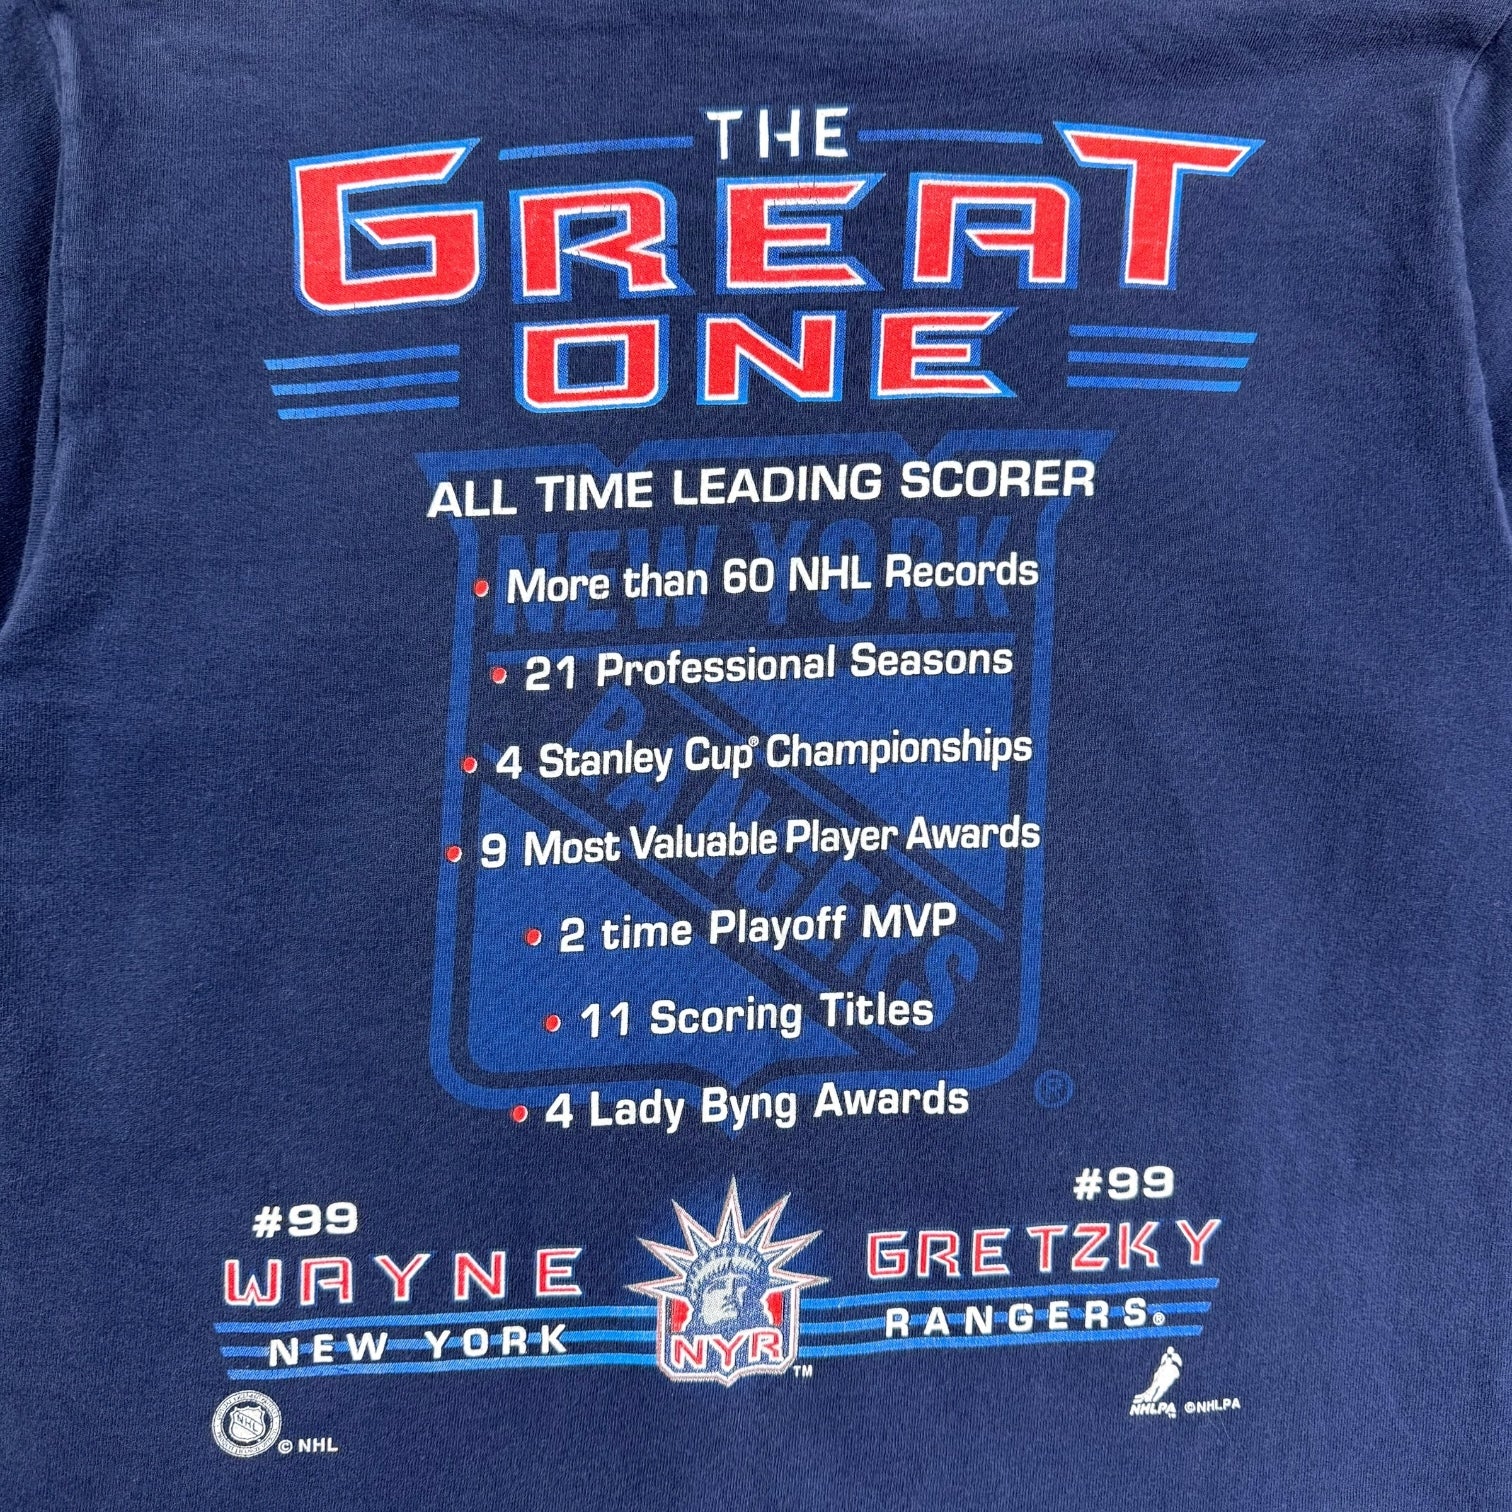 THE
GREAT
ONE
ALL TIME LEADING SCORER
NEW YORK
• More than 60 NHL Records
• 21 Professional Seasons
RANGERS
• 4 Stanley Cup® Championships
• 9 Most Valuable Player Awards
• 2 time Playoff MVP
• 11 Scoring Titles
• 4 Lady Byng Awards
®
#99
WAYNE
NEW YORK
NYR
TM
#99
GRETZKY
RANGERS®
NHL
© NHL
NHLPA
© NHLPA